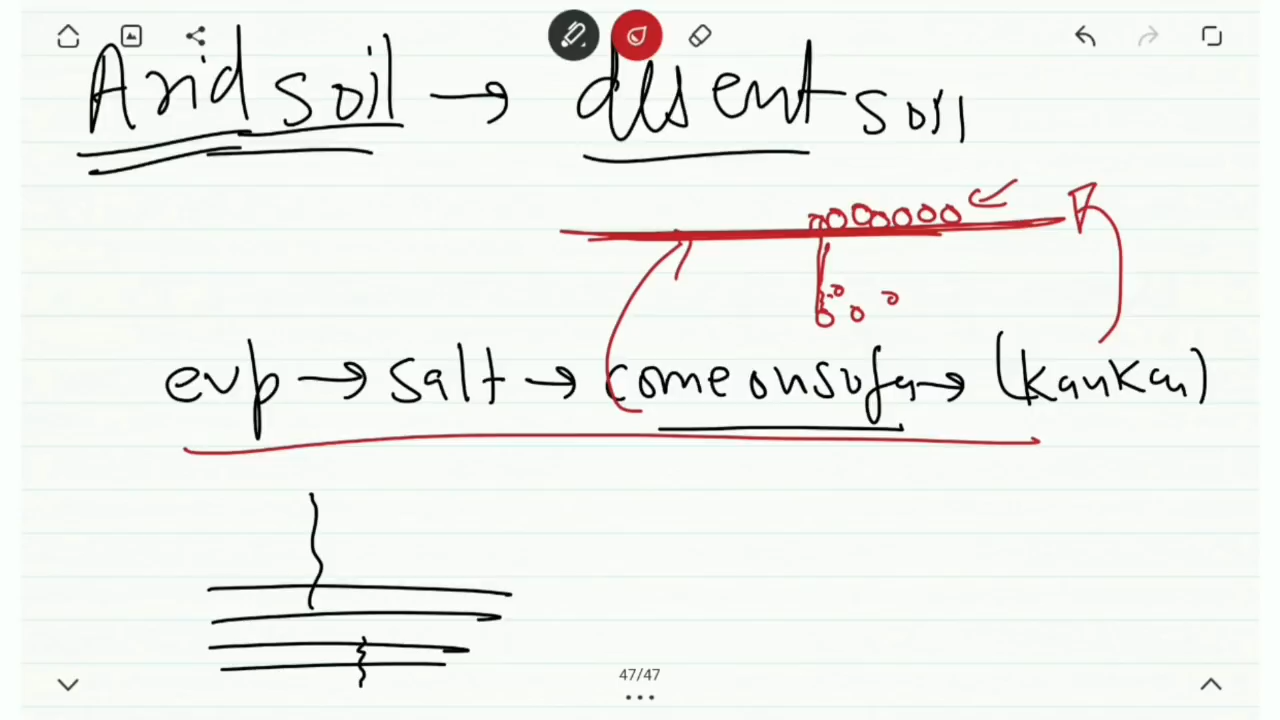 Arid soil → desert soil
evp → salt → come on sufa → (kankar)
47/47